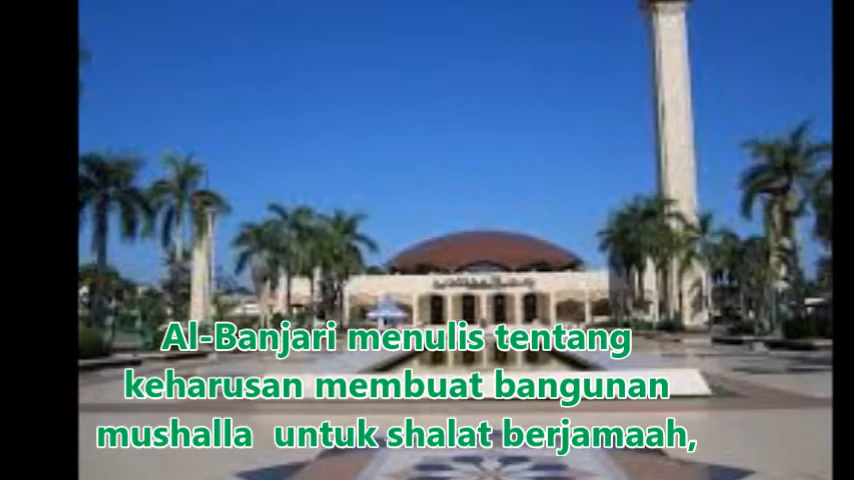 Al-Banjari menulis tentang
keharusan membuat bangunan
mushalla  untuk shalat berjamaah,